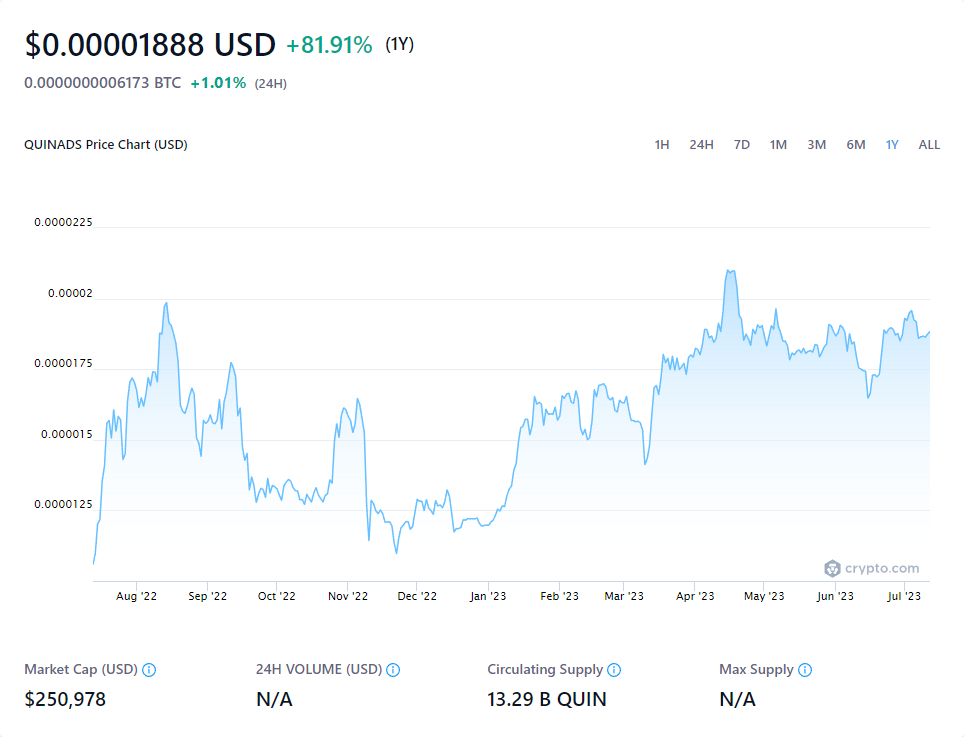 $0.00001888 USD +81.91% (1Y)
0.0000000006173 BTC +1.01% (24H)
QUINADS Price Chart (USD) 1H 24H 7D 1M 3M 6M 1Y ALL
0.0000225
0.00002
0.0000175
0.000015
0.0000125
crypto.com
Aug '22 Sep '22 Oct '22 Nov '22 Dec '22 Jan '23 Feb '23 Mar '23 Apr '23 May '23 Jun '23 Jul '23
Market Cap (USD) 24H VOLUME (USD) Circulating Supply Max Supply
$250,978 N/A 13.29 B QUIN N/A